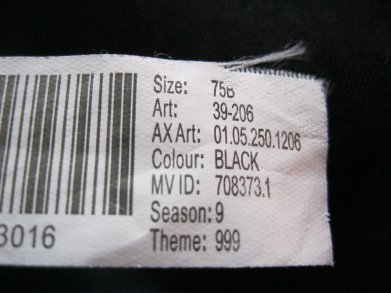 Size: 75B
Art: 39-206
AX Art: 01.05.250.1206
Colour: BLACK
MV ID: 708373.1
Season: 9
Theme: 999
3016